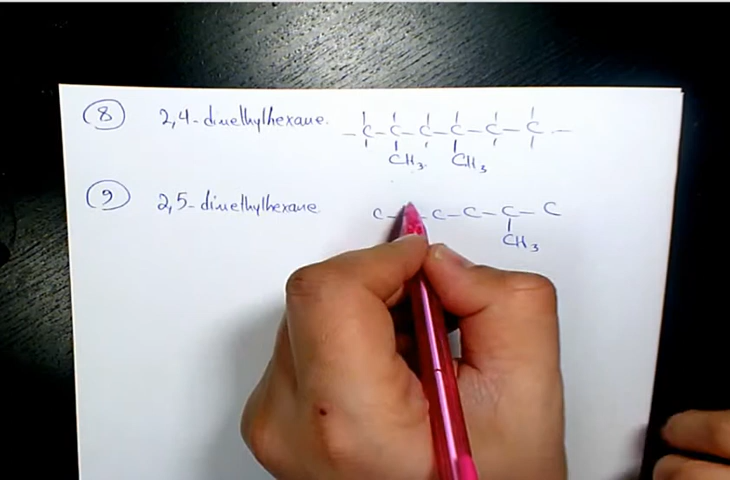 8 2,4-dimethylhexane. -C-C-C-C-C-C-
CH3. CH3
9 2,5-dimethylhexane C- -C-C-C-C
CH3